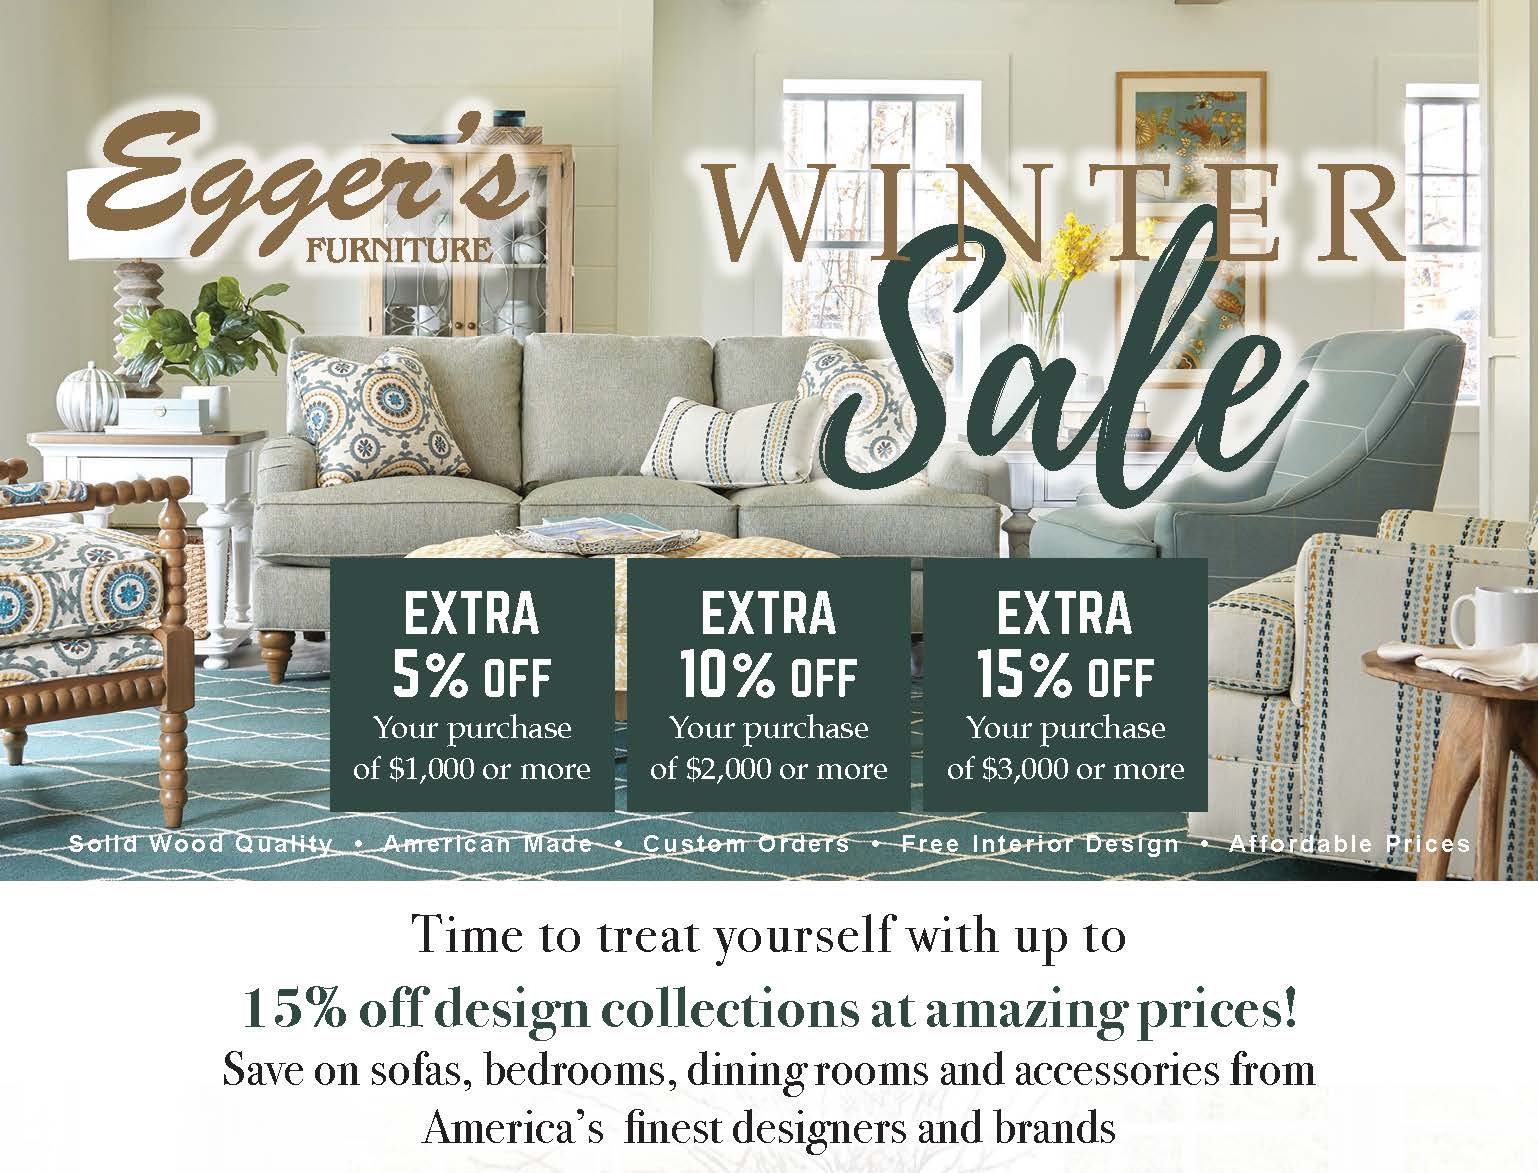 Egger's
FURNITURE
WINTER
Sale
EXTRA
5% OFF
Your purchase
of $1,000 or more
EXTRA
10% OFF
Your purchase
of $2,000 or more
EXTRA
15% OFF
Your purchase
of $3,000 or more
Solid Wood Quality • American Made • Custom Orders • Free Interior Design • Affordable Prices
Time to treat yourself with up to
15% off design collections at amazing prices!
Save on sofas, bedrooms, dining rooms and accessories from
America's finest designers and brands